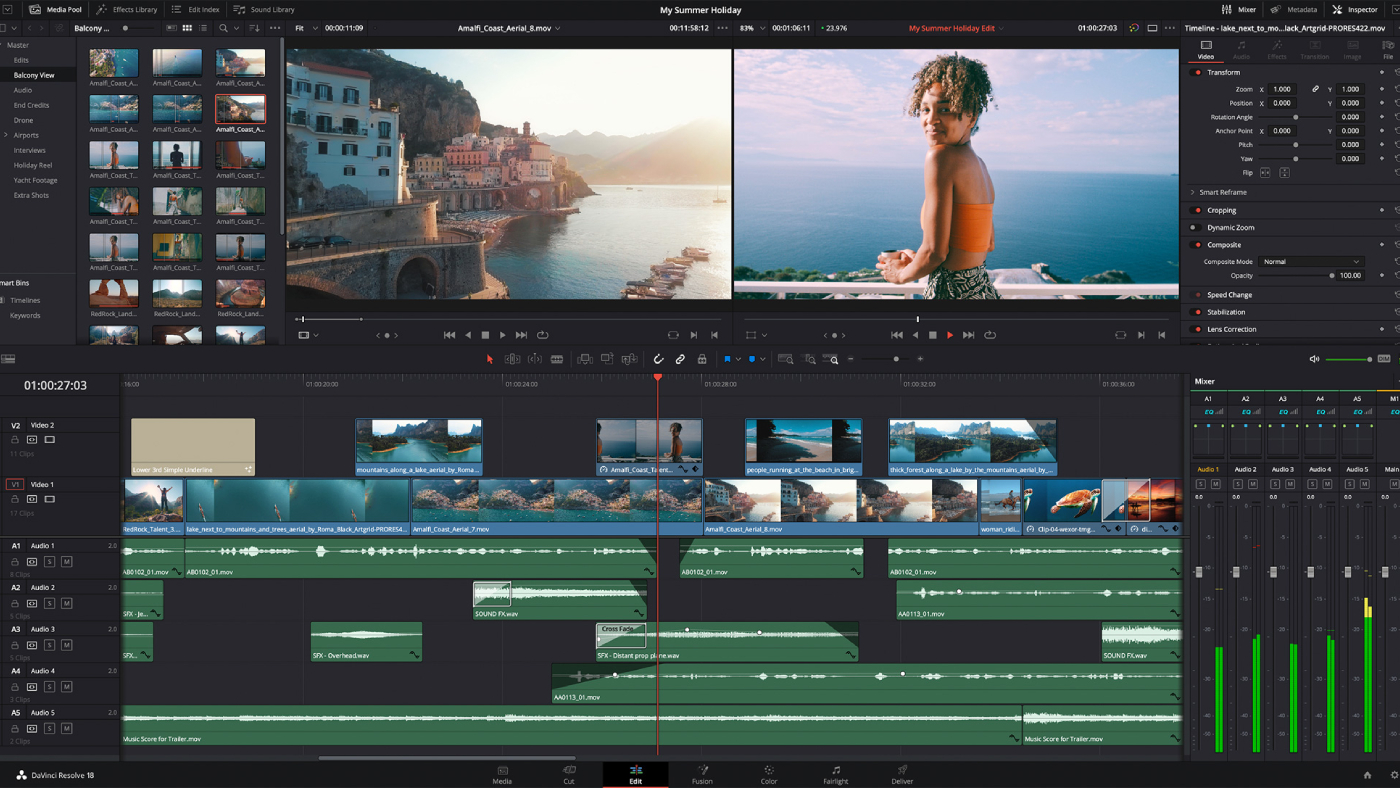 Media Pool Effects Library Edit Index Sound Library My Summer Holiday Mixer Metadata Inspector
Balcony ... Fit 00:00:11:09 Amalfi_Coast_Aerial_8.mov 00:11:58:12 83% 00:01:06:11 23.976 My Summer Holiday Edit 01:00:27:03 Timeline - lake_next_to_mo...lack_Artgrid-PRORES422.mov
Master
Edits
Balcony View
Audio
End Credits
Drone
Airports
Interviews
Holiday Reel
Yacht Footage
Extra Shots
mart Bins
Timelines
Keywords
Amalfi_Coast_A... Amalfi_Coast_A... Amalfi_Coast_A...
Amalfi_Coast_A... Amalfi_Coast_A... Amalfi_Coast_A...
Amalfi_Coast_T... Amalfi_Coast_T... Amalfi_Coast_T...
Amalfi_Coast_T... Amalfi_Coast_T... Amalfi_Coast_T...
Amalfi_Coast_T... Amalfi_Coast_T... Amalfi_Coast_T...
RedRock_Land... RedRock_Land... RedRock_Land...
Video Audio Effects Transition Image File
Transform
Zoom X 1.000 Y 1.000
Position X 0.000 Y 0.000
Rotation Angle 0.000
Anchor Point X 0.000 Y 0.000
Pitch 0.000
Yaw 0.000
Flip
Smart Reframe
Cropping
Dynamic Zoom
Composite
Composite Mode Normal
Opacity 100.00
Speed Change
Stabilization
Lens Correction
DIM
01:00:27:03 :16:00 01:00:20:00 01:00:24:00 01:00:28:00 01:00:32:00 01:00:36:00
V2 Video 2
11 Clips
Lower 3rd Simple Underline mountains_along_a_lake_aerial_by_Roma... Amalfi_Coast_Talent... people_running_at_the_beach_in_brig... thick_forest_along_a_lake_by_the_mountains_aerial_by_...
V1 Video 1
17 Clips
RedRock_Talent_3... lake_next_to_mountains_and_trees_aerial_by_Roma_Black_Artgrid-PRORES4... Amalfi_Coast_Aerial_7.mov Amalfi_Coast_Aerial_8.mov woman_ridi... Clip-04-wexor-tmg... di...
A1 Audio 1 2.0
S M
8 Clips
AB0102_01.mov AB0102_01.mov AB0102_01.mov AB0102_01.mov
A2 Audio 2 2.0
S M
5 Clips
SFX - Je... SOUND FX.wav AA0113_01.mov
A3 Audio 3 2.0
S M
5 Clips
SFX... SFX - Overhead.wav Cross Fade SFX - Distant prop plane.wav SOUND FX.wav
A4 Audio 4 2.0
S M
3 Clips
AA0113_01.mov
A5 Audio 5 2.0
S M
2 Clips
Music Score for Trailer.mov Music Score for Trailer.mov
Mixer
A1 A2 A3 A4 A5 M1
EQ EQ EQ EQ EQ
Audio 1 Audio 2 Audio 3 Audio 4 Audio 5 Main
S M S M S M S M S M
0.0 0.0 0.0 0.0 0.0 0.0
DaVinci Resolve 18 Media Cut Edit Fusion Color Fairlight Deliver